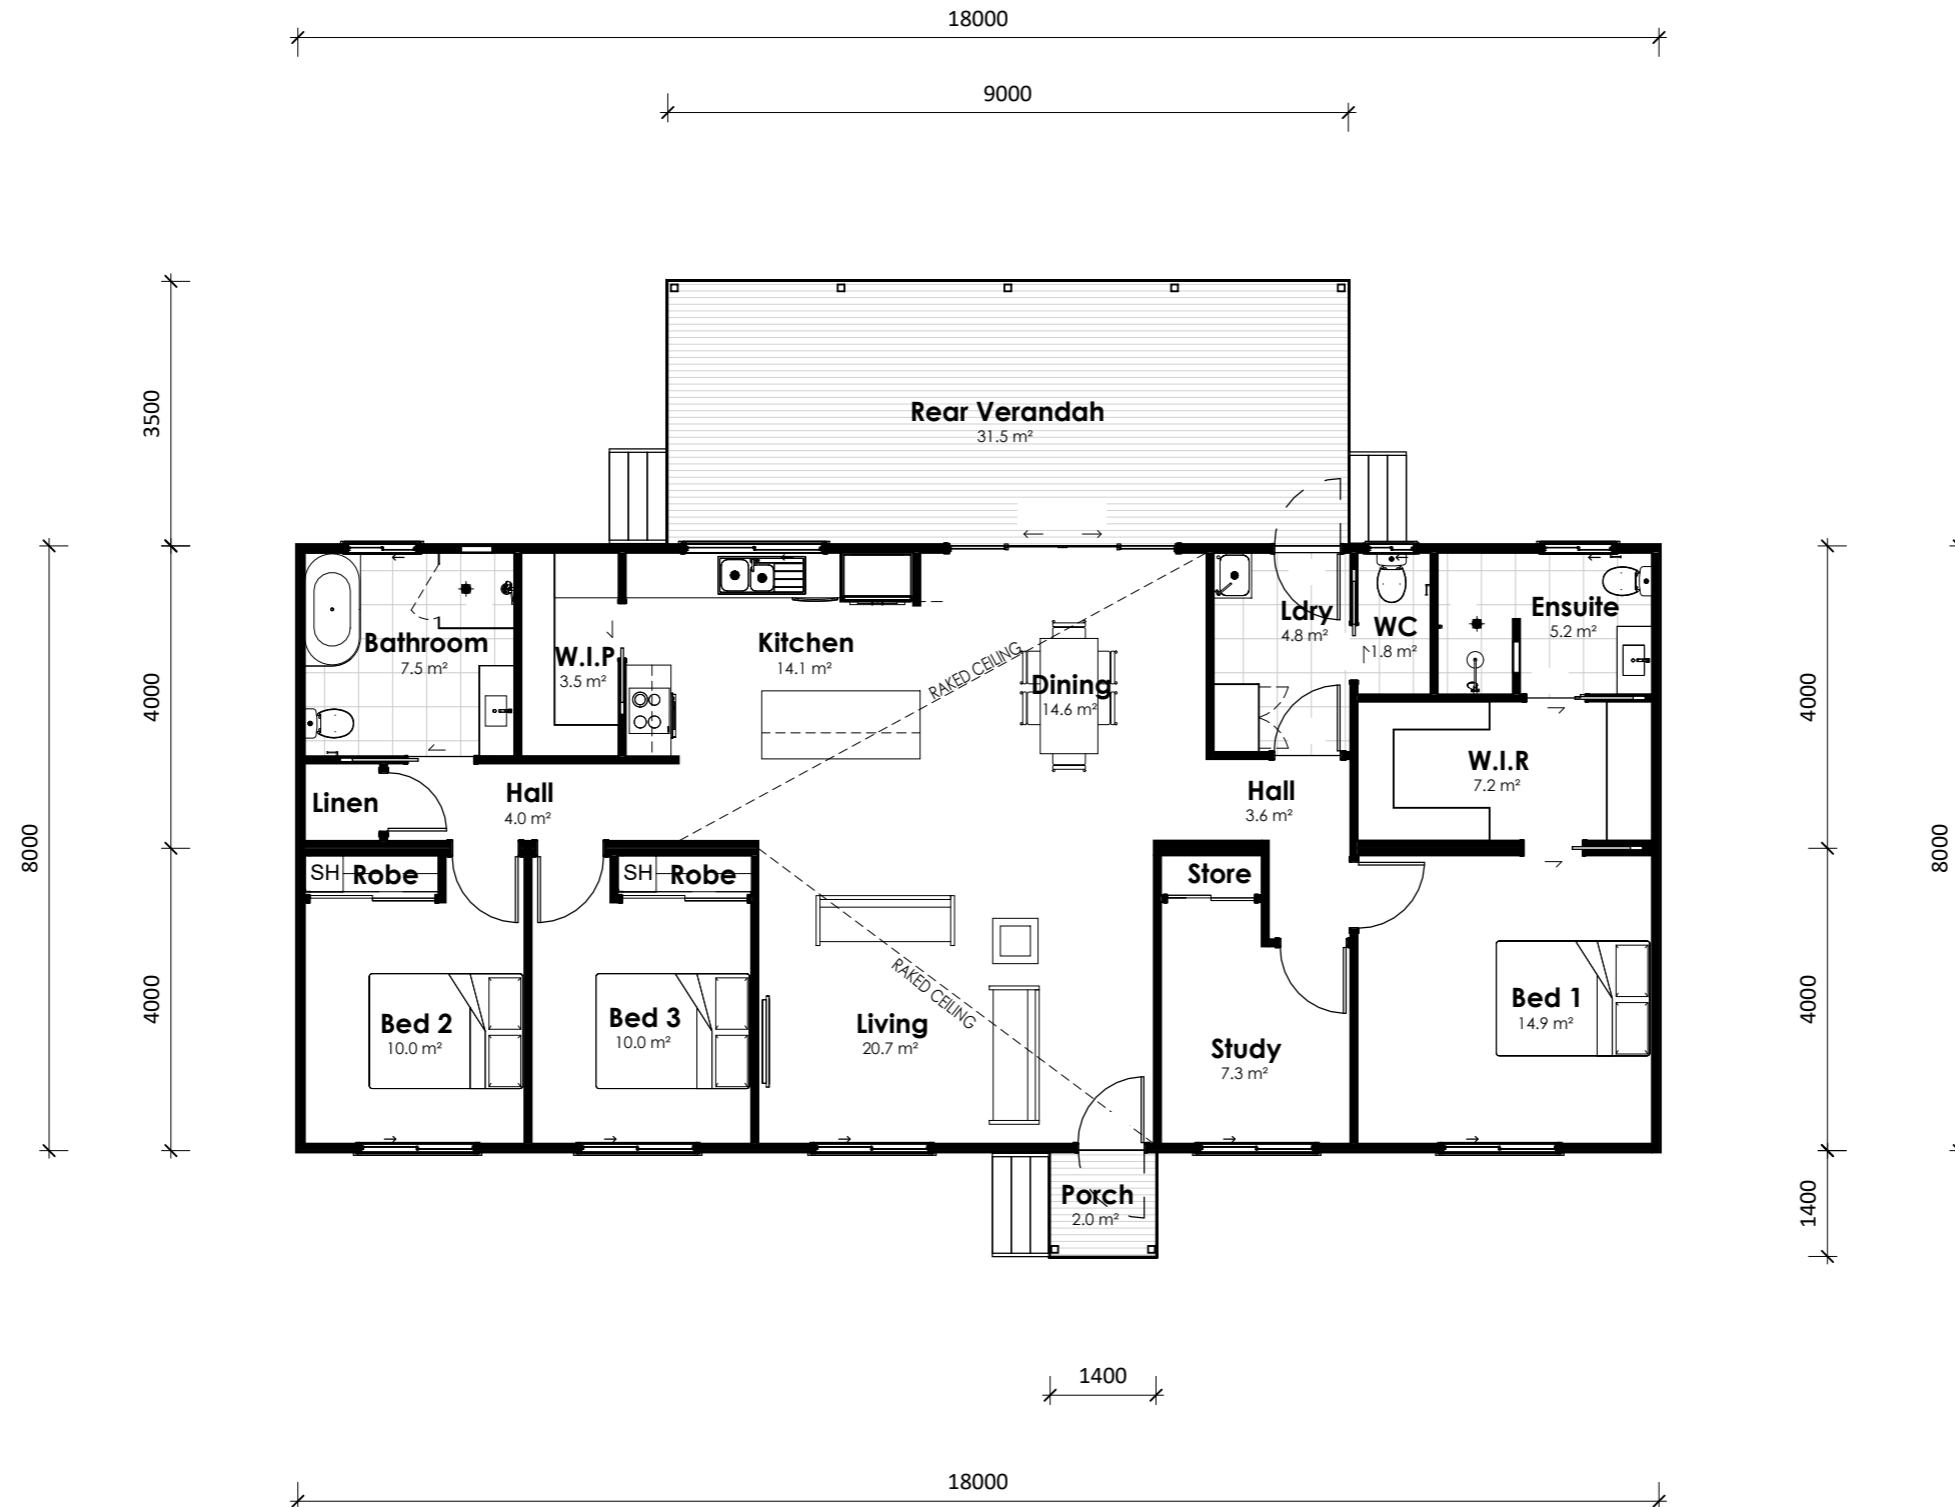 18000
9000
3500
Rear Verandah
31.5 m²
4000
4000
8000
8000
Bathroom
7.5 m²
W.I.P
3.5 m²
Kitchen
14.1 m²
RAKED CEILING
Dining
14.6 m²
Ldry
4.8 m²
WC
1.8 m²
Ensuite
5.2 m²
W.I.R
7.2 m²
Linen
Hall
4.0 m²
Hall
3.6 m²
SH Robe
SH Robe
Store
4000
4000
RAKED CEILING
Bed 2
10.0 m²
Bed 3
10.0 m²
Living
20.7 m²
Study
7.3 m²
Bed 1
14.9 m²
Porch
2.0 m²
1400
1400
18000